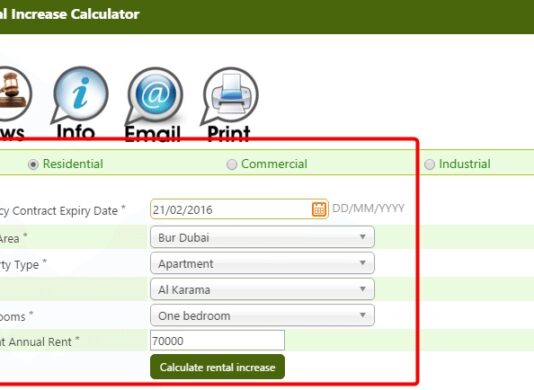 al Increase Calculator
ws Info Email Print
Residential Commercial Industrial
cy Contract Expiry Date * 21/02/2016 DD/MM/YYYY
Area * Bur Dubai
rty Type * Apartment
Al Karama
ooms * One bedroom
nt Annual Rent * 70000
Calculate rental increase